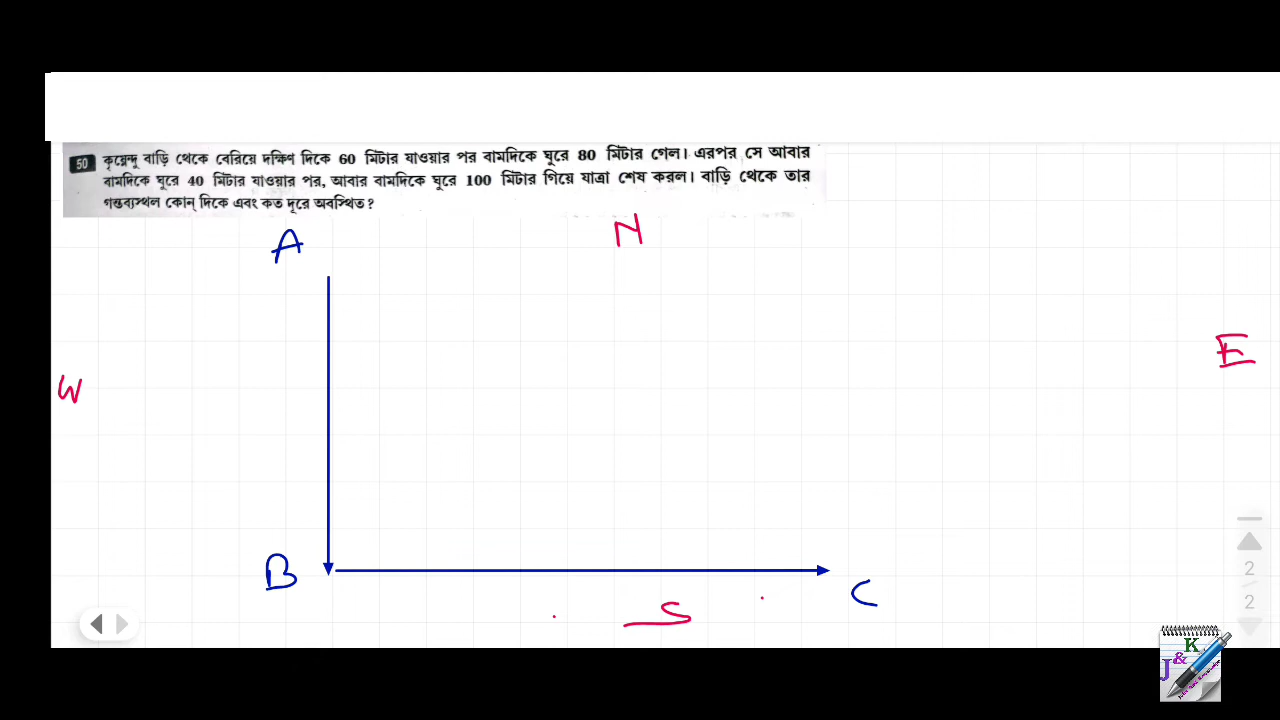 50 কৃষ্ণেন্দু বাড়ি থেকে বেরিয়ে দক্ষিণ দিকে 60 মিটার যাওয়ার পর বামদিকে ঘুরে 80 মিটার গেল। এরপর সে আবার
বামদিকে ঘুরে 40 মিটার যাওয়ার পর, আবার বামদিকে ঘুরে 100 মিটার গিয়ে যাত্রা শেষ করল। বাড়ি থেকে তার
গন্তব্যস্থল কোন্ দিকে এবং কত দূরে অবস্থিত?
N
A
E
W
B
C
S
2
2
J&K